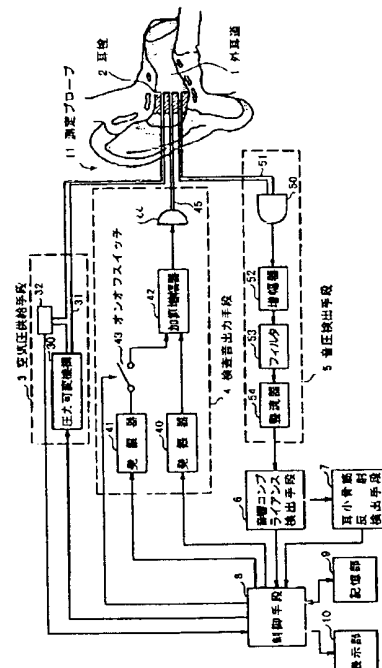 11 測定プローブ
2 耳栓
1 外耳道
3 空気圧供給手段
32
30
31
圧力可変機構
43 オンオフスイッチ
44
45
42
加算増幅器
41
発振器
40
発振器
4 検査音出力手段
51
50
52
増幅器
53
フィルタ
54
整流器
5 音圧検出手段
6
音響コンプライアンス検出手段
7
耳小骨筋反射検出手段
8
制御手段
9
記憶部
10
表示部